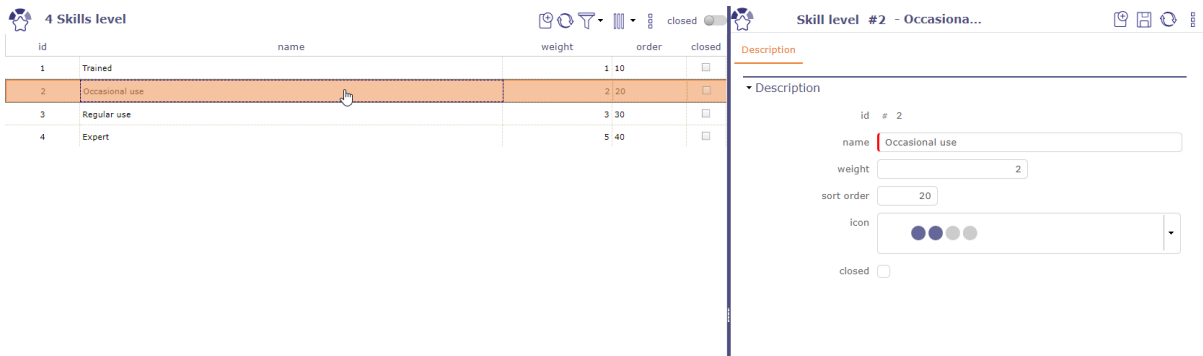 4 Skills level
closed
id name weight order closed
1 Trained 1 10
2 Occasional use 2 20
3 Regular use 3 30
4 Expert 5 40
Skill level #2 - Occasiona...
Description
Description
id # 2
name Occasional use
weight 2
sort order 20
icon
closed